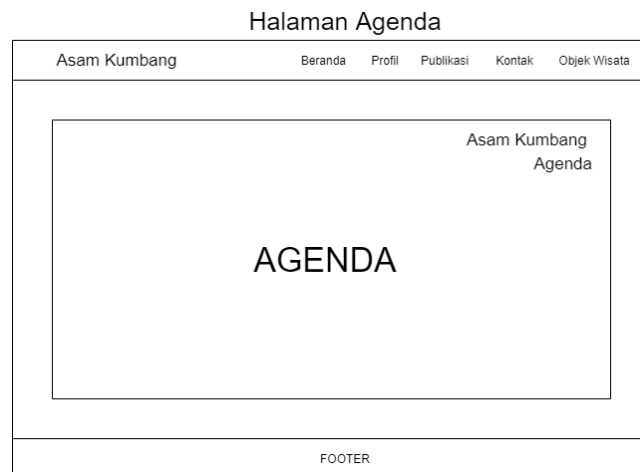 Halaman Agenda
Asam Kumbang Beranda Profil Publikasi Kontak Objek Wisata
Asam Kumbang
Agenda
AGENDA
FOOTER